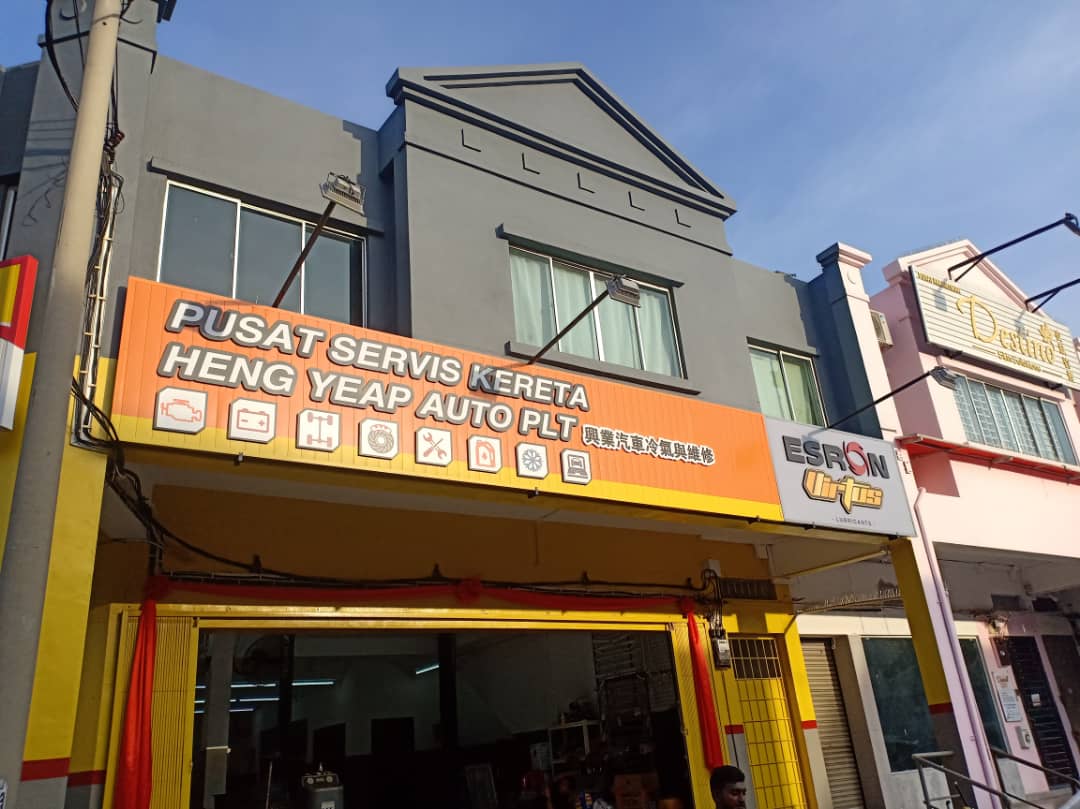 PUSAT SERVIS KERETA
HENG YEAP AUTO PLT
興業汽車冷氣與維修
ESRON
Virtus
- LUBRICANTS -
Destino